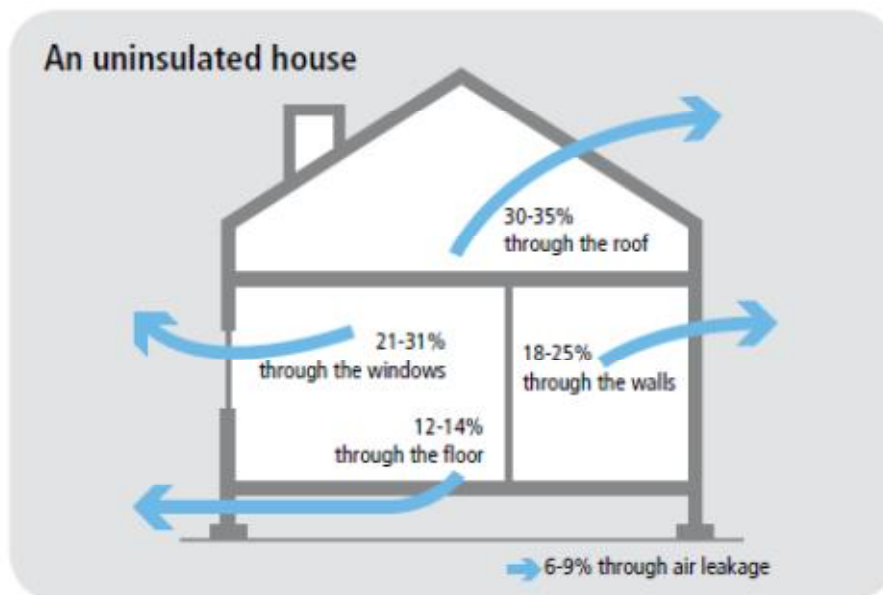 An uninsulated house
30-35%
through the roof
21-31%
through the windows
18-25%
through the walls
12-14%
through the floor
6-9% through air leakage